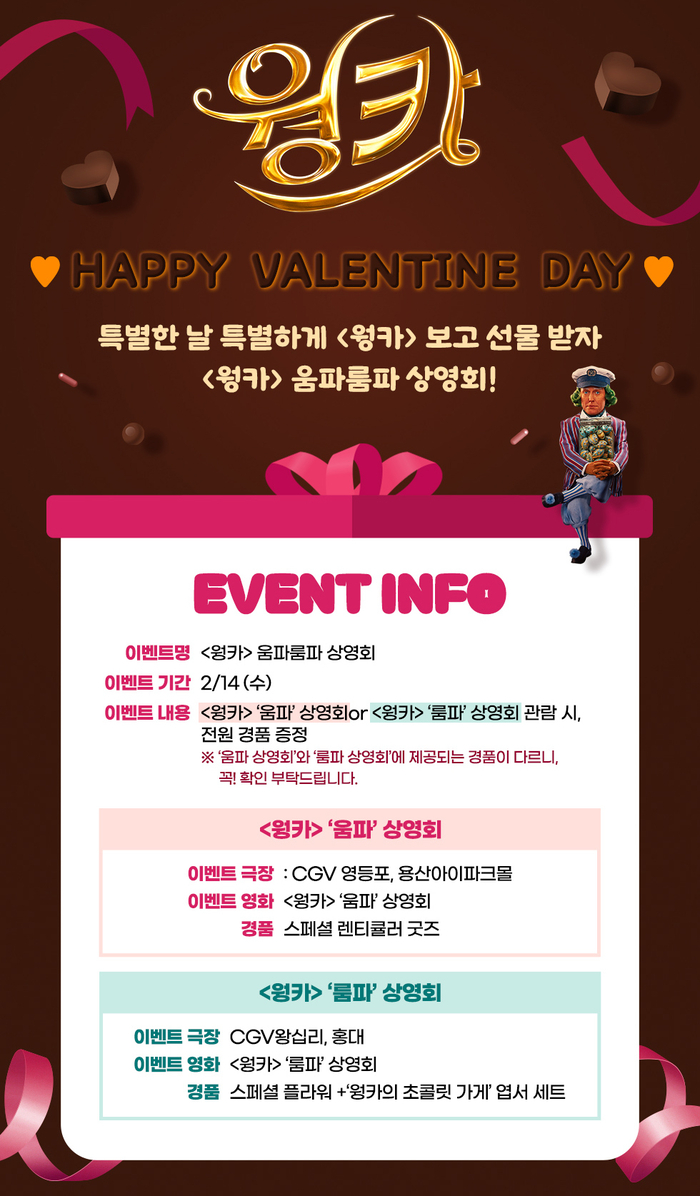 웡카
HAPPY VALENTINE DAY
특별한 날 특별하게 <웡카> 보고 선물 받자
<웡카> 움파룸파 상영회!
EVENT INFO
이벤트명 <웡카> 움파룸파 상영회
이벤트 기간 2/14 (수)
이벤트 내용 <웡카> ‘움파’ 상영회or <웡카> ‘룸파’ 상영회 관람 시,
전원 경품 증정
※ ‘움파 상영회’와 ‘룸파 상영회’에 제공되는 경품이 다르니,
꼭! 확인 부탁드립니다.
<웡카> ‘움파’ 상영회
이벤트 극장 : CGV 영등포, 용산아이파크몰
이벤트 영화 <웡카> ‘움파’ 상영회
경품 스페셜 렌티큘러 굿즈
<웡카> ‘룸파’ 상영회
이벤트 극장 CGV왕십리, 홍대
이벤트 영화 <웡카> ‘룸파’ 상영회
경품 스페셜 플라워 +‘웡카의 초콜릿 가게’ 엽서 세트